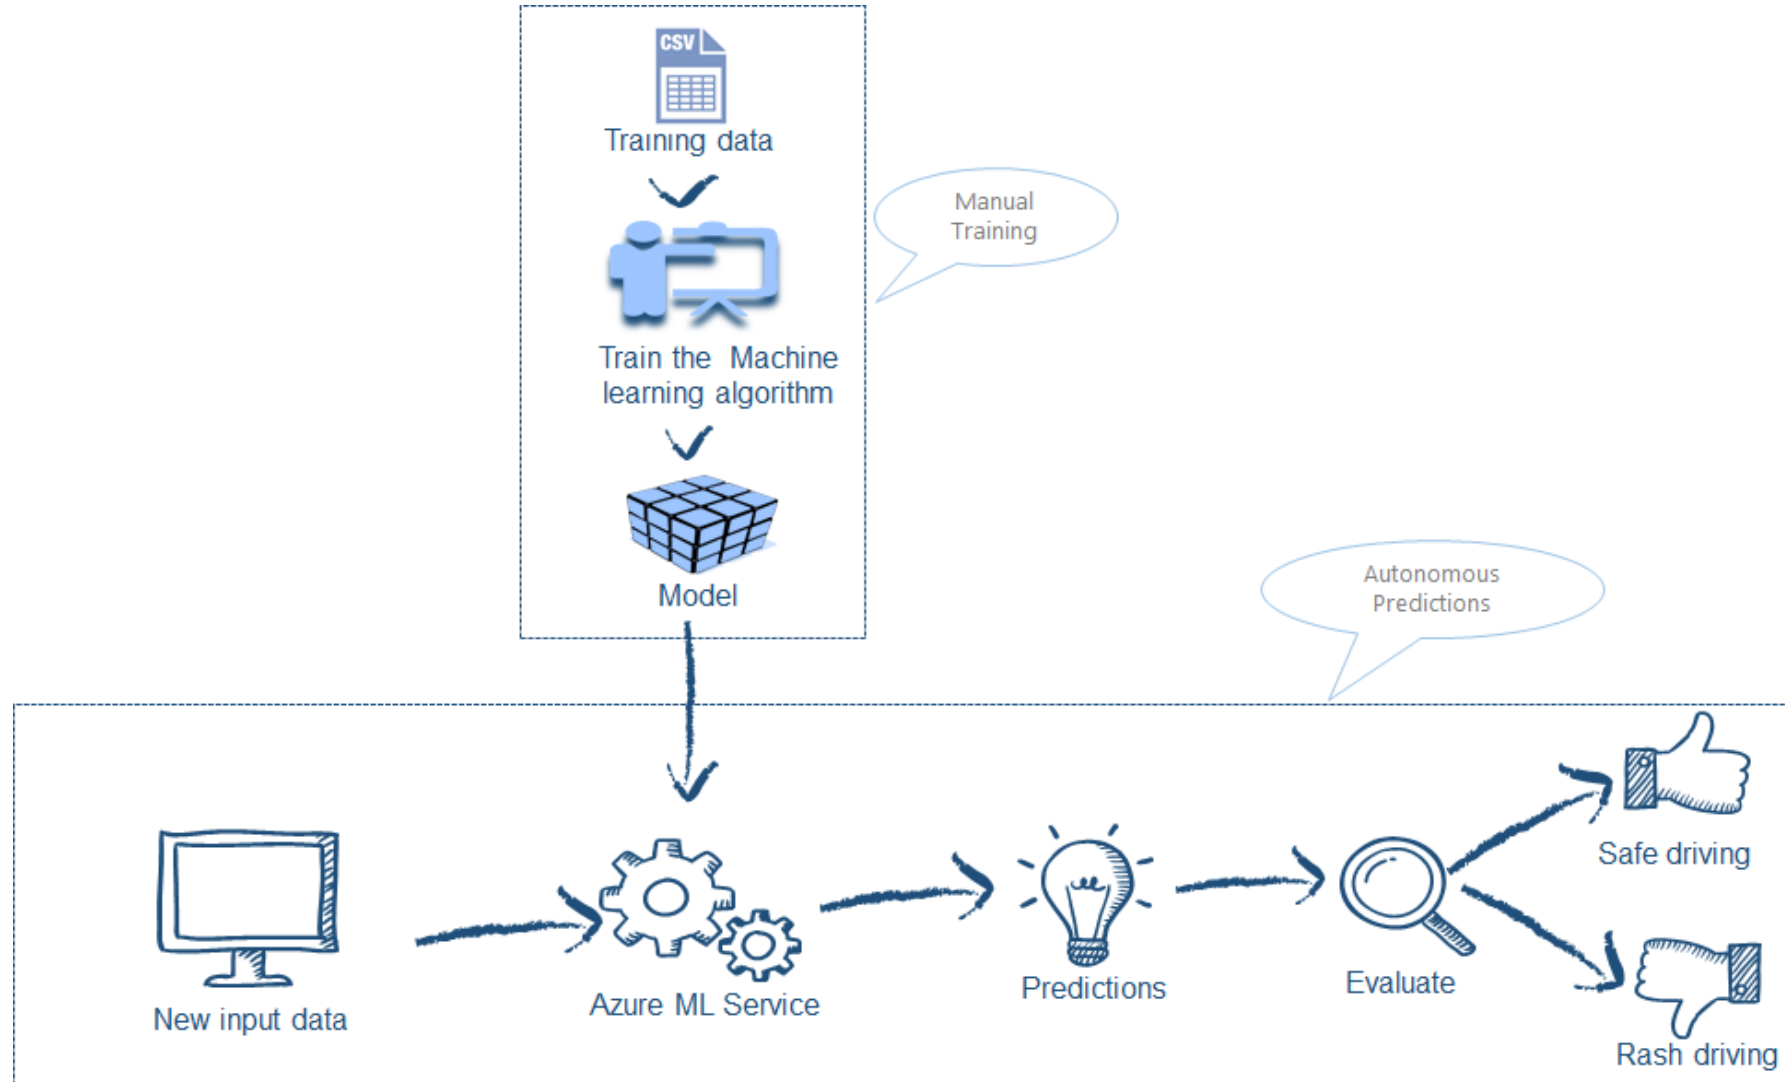 CSV
Training data
Manual
Training
Train the Machine
learning algorithm
Model
Autonomous
Predictions
New input data
Azure ML Service
Predictions
Evaluate
Safe driving
Rash driving